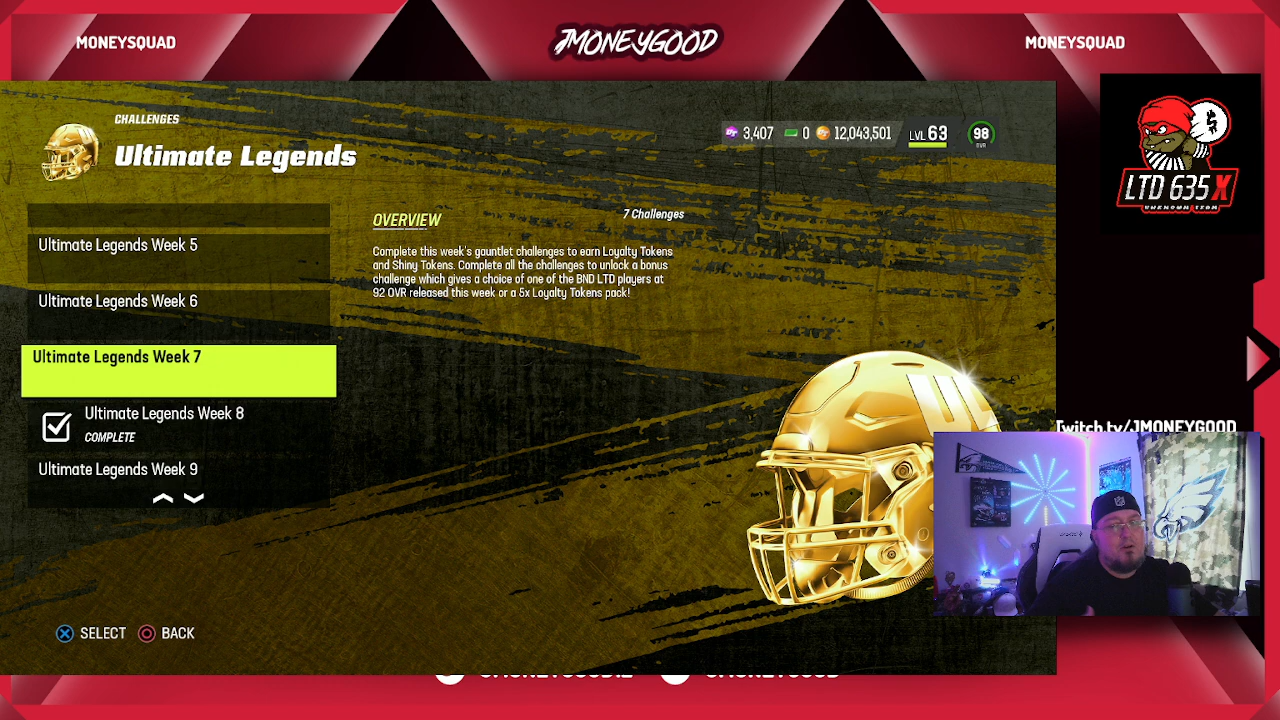 MONEYSQUAD
JMONEYGOOD
MONEYSQUAD
CHALLENGES
Ultimate Legends
3,407
0
12,043,501
LVL 63
98
OVR
Ultimate Legends Week 5
Ultimate Legends Week 6
Ultimate Legends Week 7
Ultimate Legends Week 8
COMPLETE
Ultimate Legends Week 9
OVERVIEW
7 Challenges
Complete this week's gauntlet challenges to earn Loyalty Tokens
and Shiny Tokens. Complete all the challenges to unlock a bonus
challenge which gives a choice of one of the BND LTD players at
92 OVR released this week or a 5x Loyalty Tokens pack!
$
LTD 635 X
Twitch.tv/JMONEYGOOD
SELECT
BACK